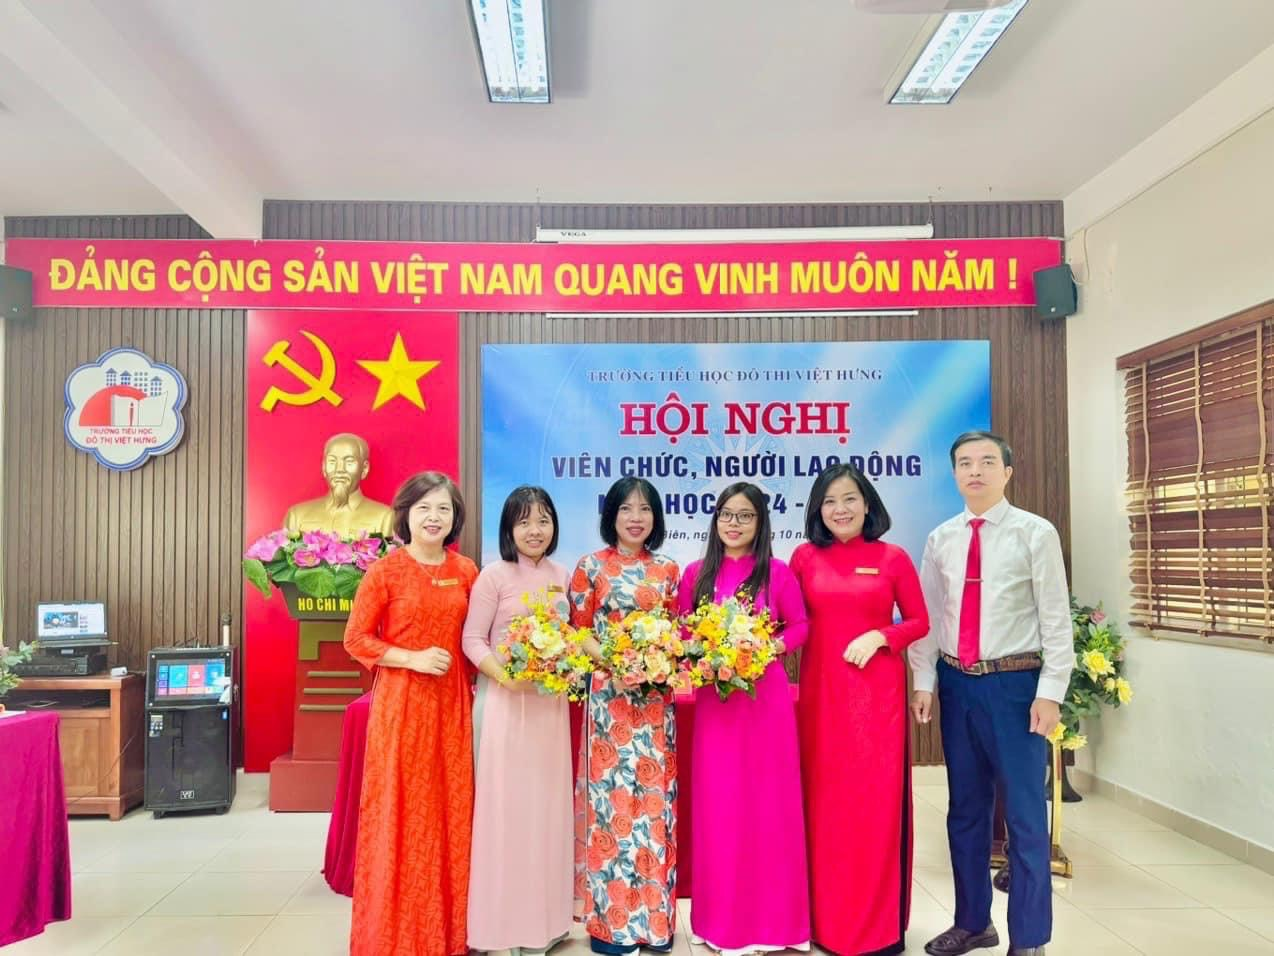 VEGA
ĐẢNG CỘNG SẢN VIỆT NAM QUANG VINH MUÔN NĂM !
TRƯỜNG TIỂU HỌC ĐÔ THỊ VIỆT HƯNG
HỘI NGHỊ
VIÊN CHỨC, NGƯỜI LAO ĐỘNG
HỌC 24 -
Biên, 10
TRƯỜNG TIỂU HỌC
ĐÔ THỊ VIỆT HƯNG
HO CHI